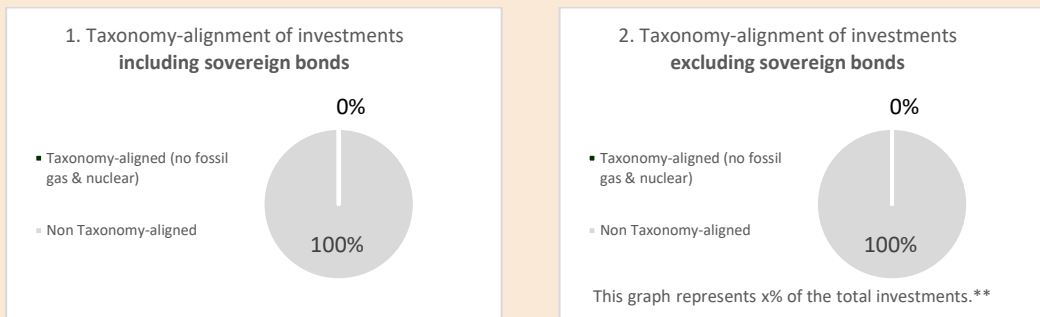 1. Taxonomy-alignment of investments
including sovereign bonds
0%
Taxonomy-aligned (no fossil
gas & nuclear)
Non Taxonomy-aligned
100%
2. Taxonomy-alignment of investments
excluding sovereign bonds
0%
Taxonomy-aligned (no fossil
gas & nuclear)
Non Taxonomy-aligned
100%
This graph represents x% of the total investments.**